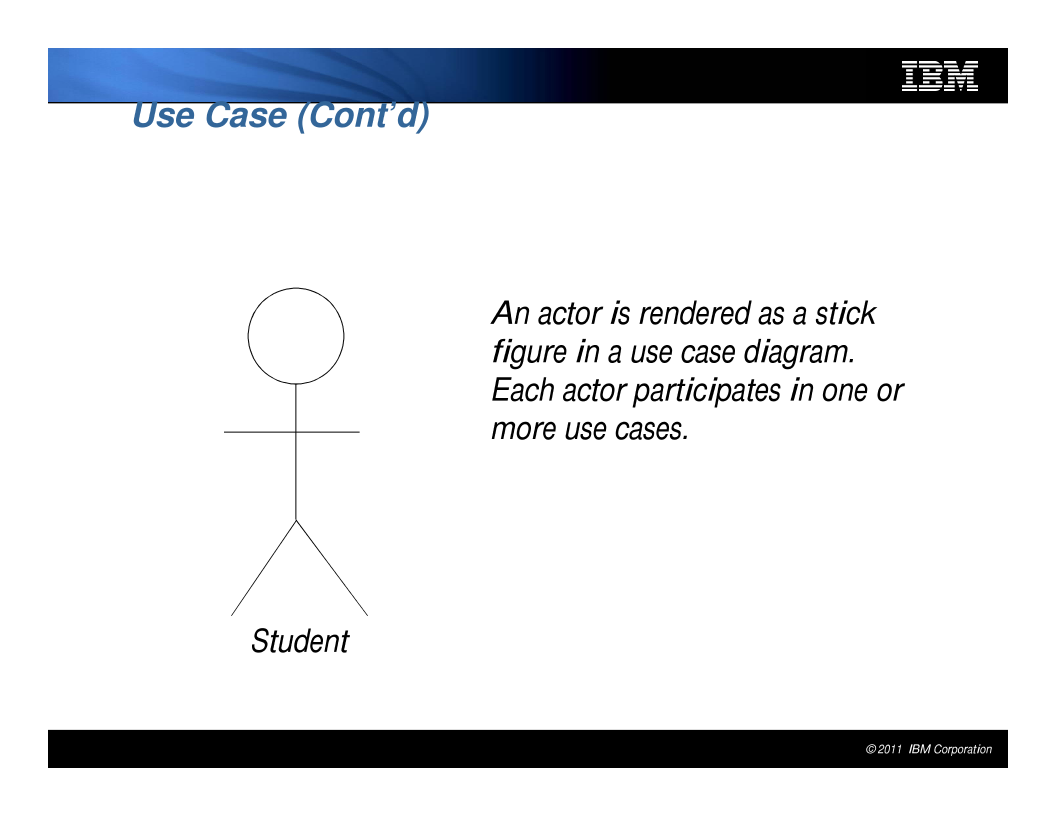 IBM
Use Case (Cont’d)
An actor is rendered as a stick
figure in a use case diagram.
Each actor participates in one or
more use cases.
Student
© 2011 IBM Corporation